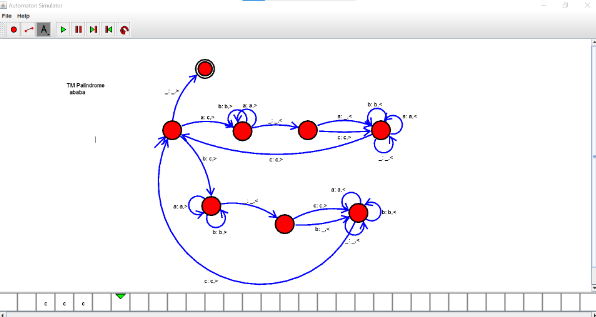 Automaton Simulator
File Help
A
TM Palindrome
ababa
_: _,>
a: c,>
b: b,>
a: a,>
_: _,<
a: _,<
c: c,<
b: b,<
a: a,<
_: _,<
c: c,>
b: c,>
a: a,>
b: b,>
_: _,<
c: c,<
b: _,<
a: a,<
b: b,<
_: _,<
c: c,>
c c c